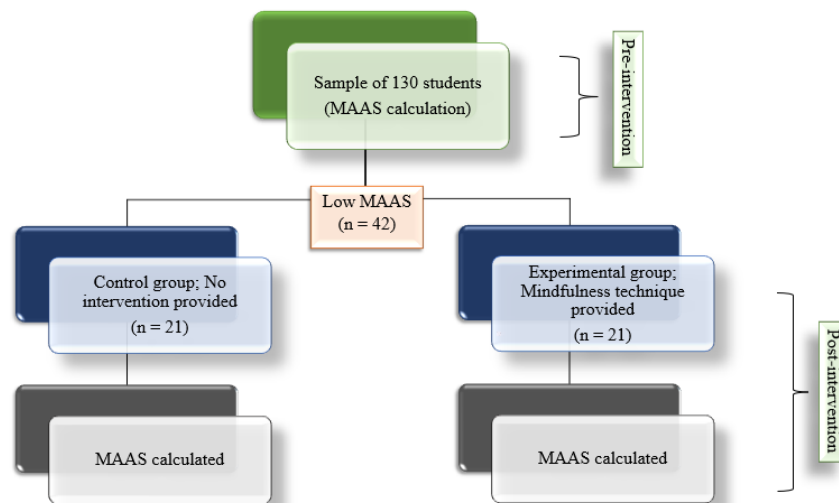 Sample of 130 students
(MAAS calculation)
Pre-intervention
Low MAAS
(n = 42)
Control group; No
intervention provided
(n = 21)
Experimental group;
Mindfulness technique
provided
(n = 21)
Post-intervention
MAAS calculated
MAAS calculated